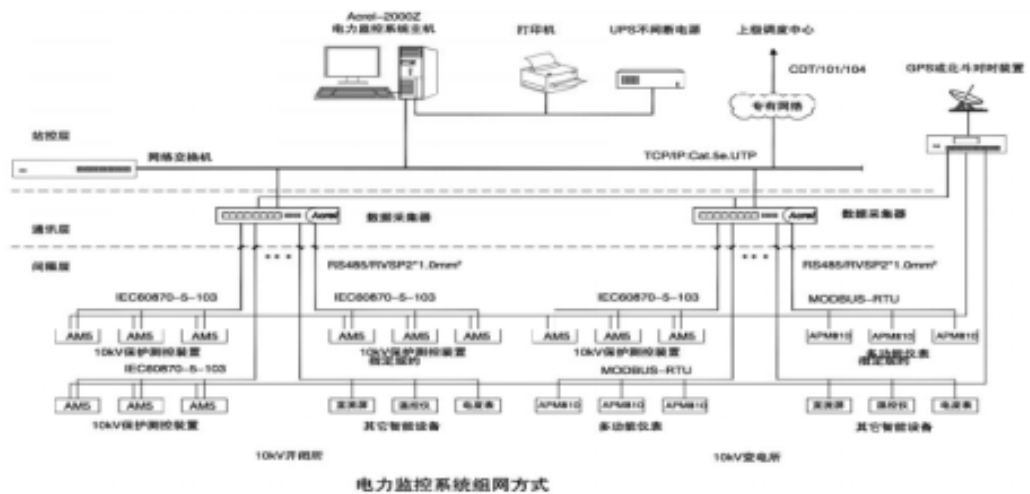 Acrel-2000Z
电力监控系统主机
打印机
UPS不间断电源
上级调度中心
CDT/101/104
GPS或北斗对时装置
专有网络
站控层
网络交换机
TCP/IP:Cat.5e.UTP
Acrel
数据采集器
Acrel
数据采集器
通讯层
间隔层
RS485/RVSP2*1.0mm²
RS485/RVSP2*1.0mm²
IEC60870-5-103
IEC60870-5-103
IEC60870-5-103
MODBUS-RTU
AM5 AM5 AM5
AM5 AM5 AM5
AM5 AM5 AM5
APM810 APM810 APM810
10kV保护测控装置
10kV保护测控装置
10kV保护测控装置
多功能仪表
IEC60870-5-103
指定规约
MODBUS-RTU
指定规约
AM5 AM5 AM5
直流屏 温控仪 电度表
APM810 APM810 APM810
直流屏 温控仪 电度表
10kV保护测控装置
其它智能设备
多功能仪表
其它智能设备
10kV开闭所
10kV变电所
电力监控系统组网方式